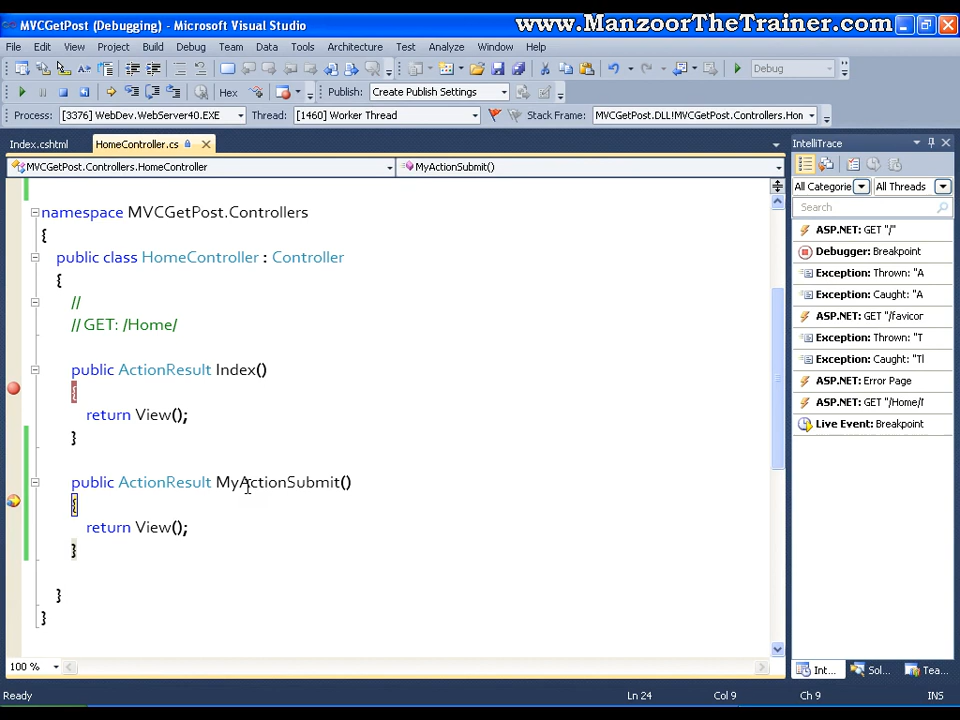 MVCGetPost (Debugging) - Microsoft Visual Studio
www.ManzoorTheTrainer.com
File Edit View Project Build Debug Team Data Tools Architecture Test Analyze Window Help
Debug
Hex
Publish: Create Publish Settings
Process: [3376] WebDev.WebServer40.EXE Thread: [1460] Worker Thread Stack Frame: MVCGetPost.DLL!MVCGetPost.Controllers.Hon
Index.cshtml HomeController.cs
MVCGetPost.Controllers.HomeController MyActionSubmit()
namespace MVCGetPost.Controllers
{
public class HomeController : Controller
{
//
// GET: /Home/
public ActionResult Index()
{
return View();
}
public ActionResult MyActionSubmit()
{
return View();
}
}
}
100 %
IntelliTrace
All Categorie All Threads
Search
ASP.NET: GET "/"
Debugger: Breakpoint
Exception: Thrown: "A
Exception: Caught: "A
ASP.NET: GET "/favicor
Exception: Thrown: "T
Exception: Caught: "Tl
ASP.NET: Error Page
ASP.NET: GET "/Home/I
Live Event: Breakpoint
Int... Sol... Tea...
Ready Ln 24 Col 9 Ch 9 INS